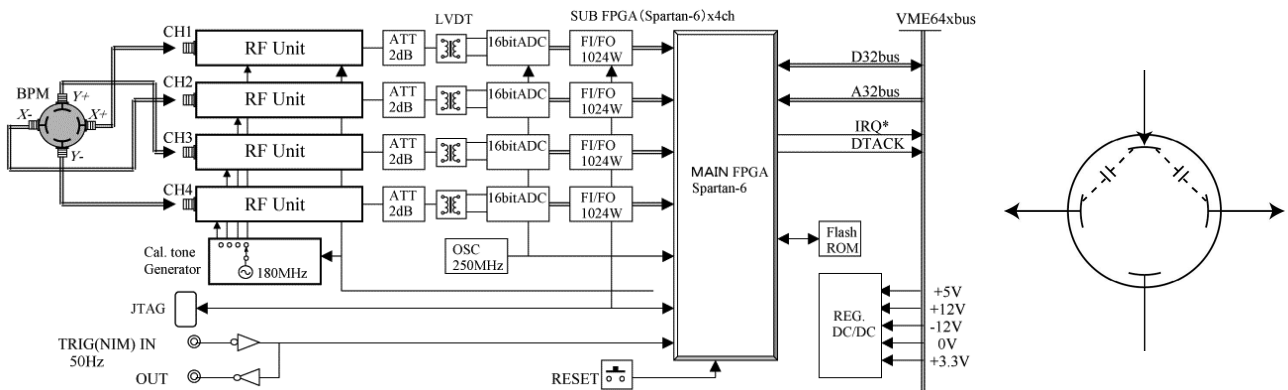 SUB FPGA(Spartan-6)x4ch
VME64xbus
LVDT
CH1
RF Unit
ATT
2dB
16bitADC
FI/FO
1024W
D32bus
CH2
RF Unit
ATT
2dB
16bitADC
FI/FO
1024W
A32bus
BPM
Y+
X-
X+
Y-
IRQ*
CH3
RF Unit
ATT
2dB
16bitADC
FI/FO
1024W
DTACK
MAIN FPGA
Spartan-6
CH4
RF Unit
ATT
2dB
16bitADC
FI/FO
1024W
Cal. tone
Generator
180MHz
OSC
250MHz
Flash
ROM
JTAG
REG.
DC/DC
+5V
+12V
-12V
0V
+3.3V
TRIG(NIM) IN
50Hz
OUT
RESET